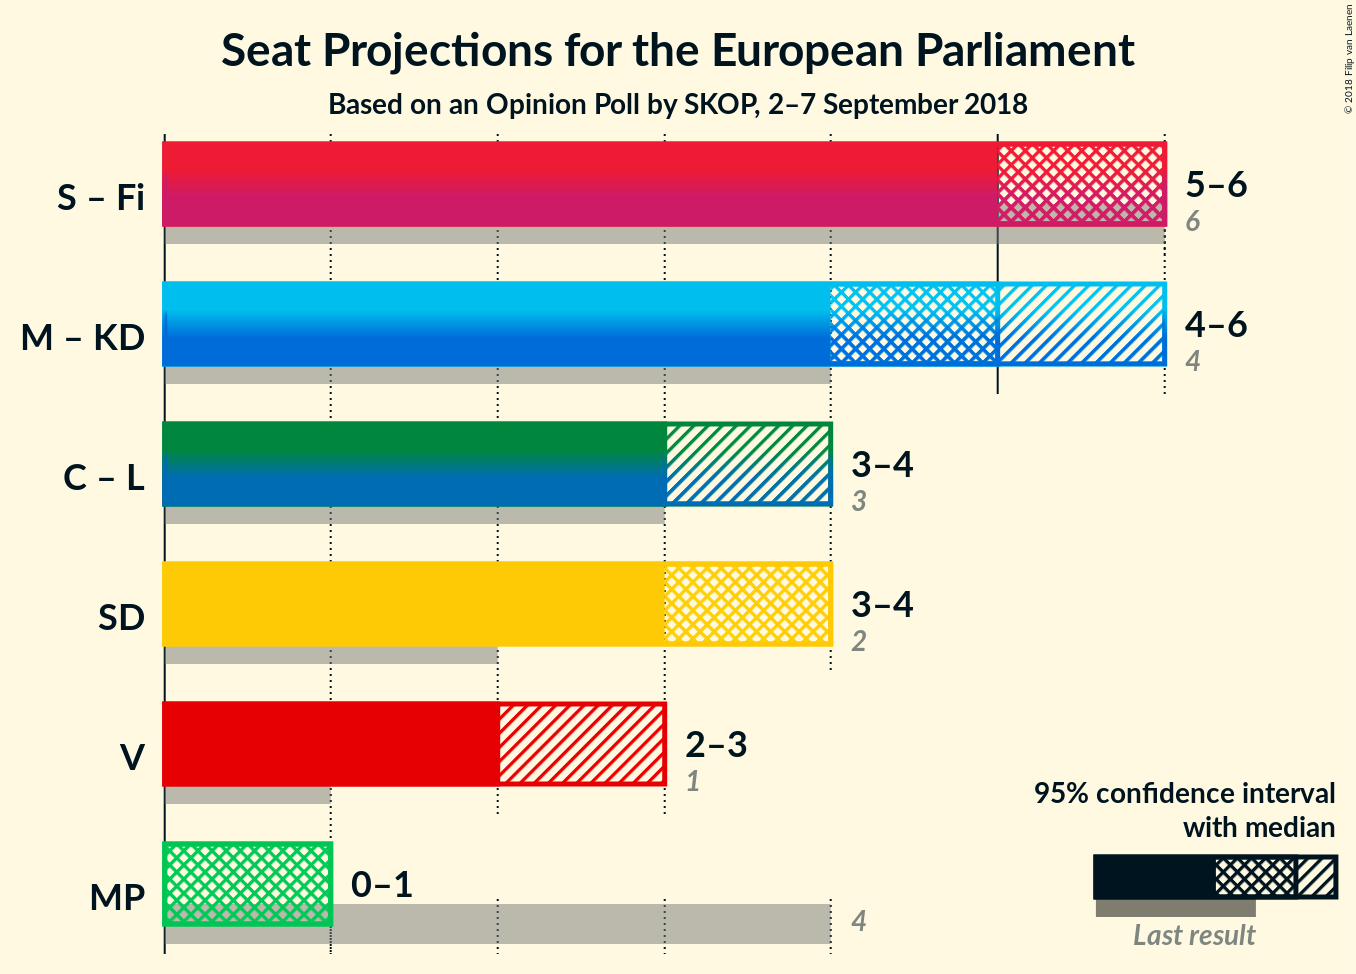 Seat Projections for the European Parliament
Based on an Opinion Poll by SKOP, 2–7 September 2018
© 2018 Filip van Laenen
S – Fi
5–6
6
M – KD
4–6
4
C – L
3–4
3
SD
3–4
2
V
2–3
1
MP
0–1
4
95% confidence interval
with median
Last result